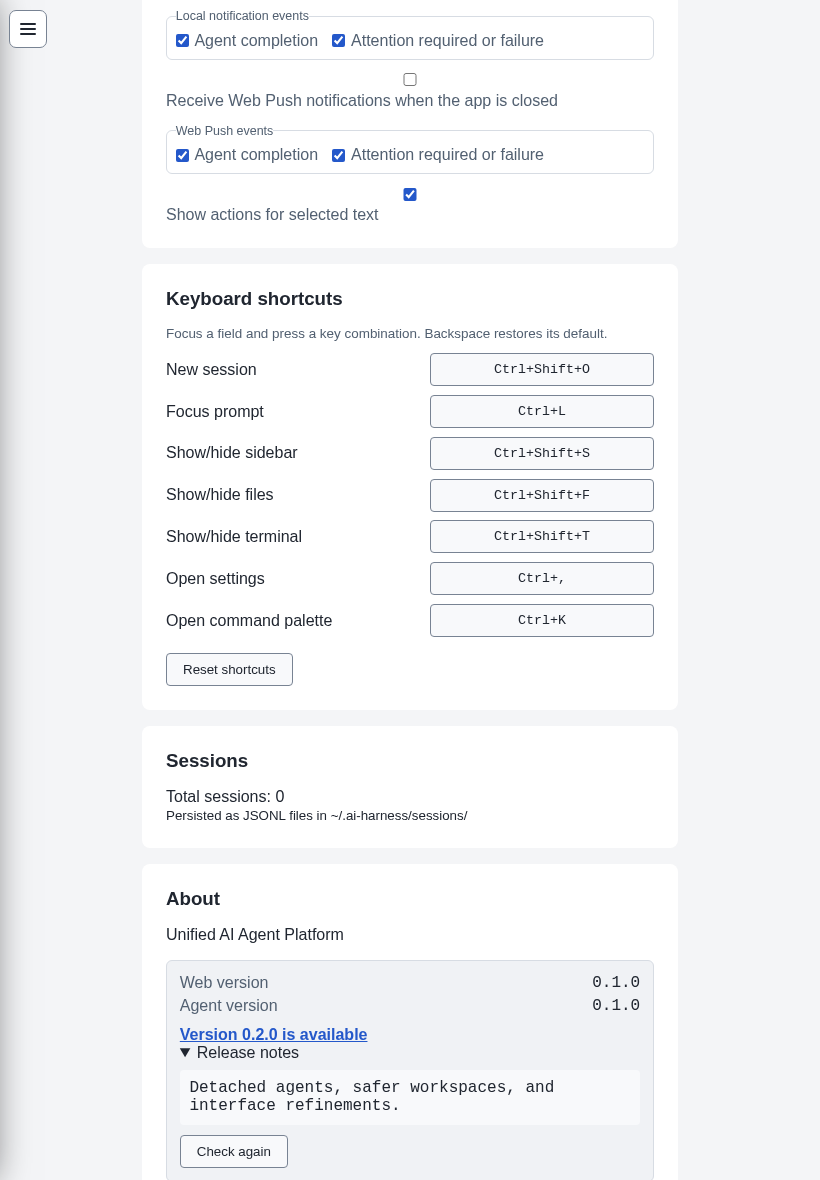 Local notification events
Agent completion Attention required or failure
Receive Web Push notifications when the app is closed
Web Push events
Agent completion Attention required or failure
Show actions for selected text
Keyboard shortcuts
Focus a field and press a key combination. Backspace restores its default.
New session Ctrl+Shift+O
Focus prompt Ctrl+L
Show/hide sidebar Ctrl+Shift+S
Show/hide files Ctrl+Shift+F
Show/hide terminal Ctrl+Shift+T
Open settings Ctrl+,
Open command palette Ctrl+K
Reset shortcuts
Sessions
Total sessions: 0
Persisted as JSONL files in ~/.ai-harness/sessions/
About
Unified AI Agent Platform
Web version 0.1.0
Agent version 0.1.0
Version 0.2.0 is available
Release notes
Detached agents, safer workspaces, and
interface refinements.
Check again